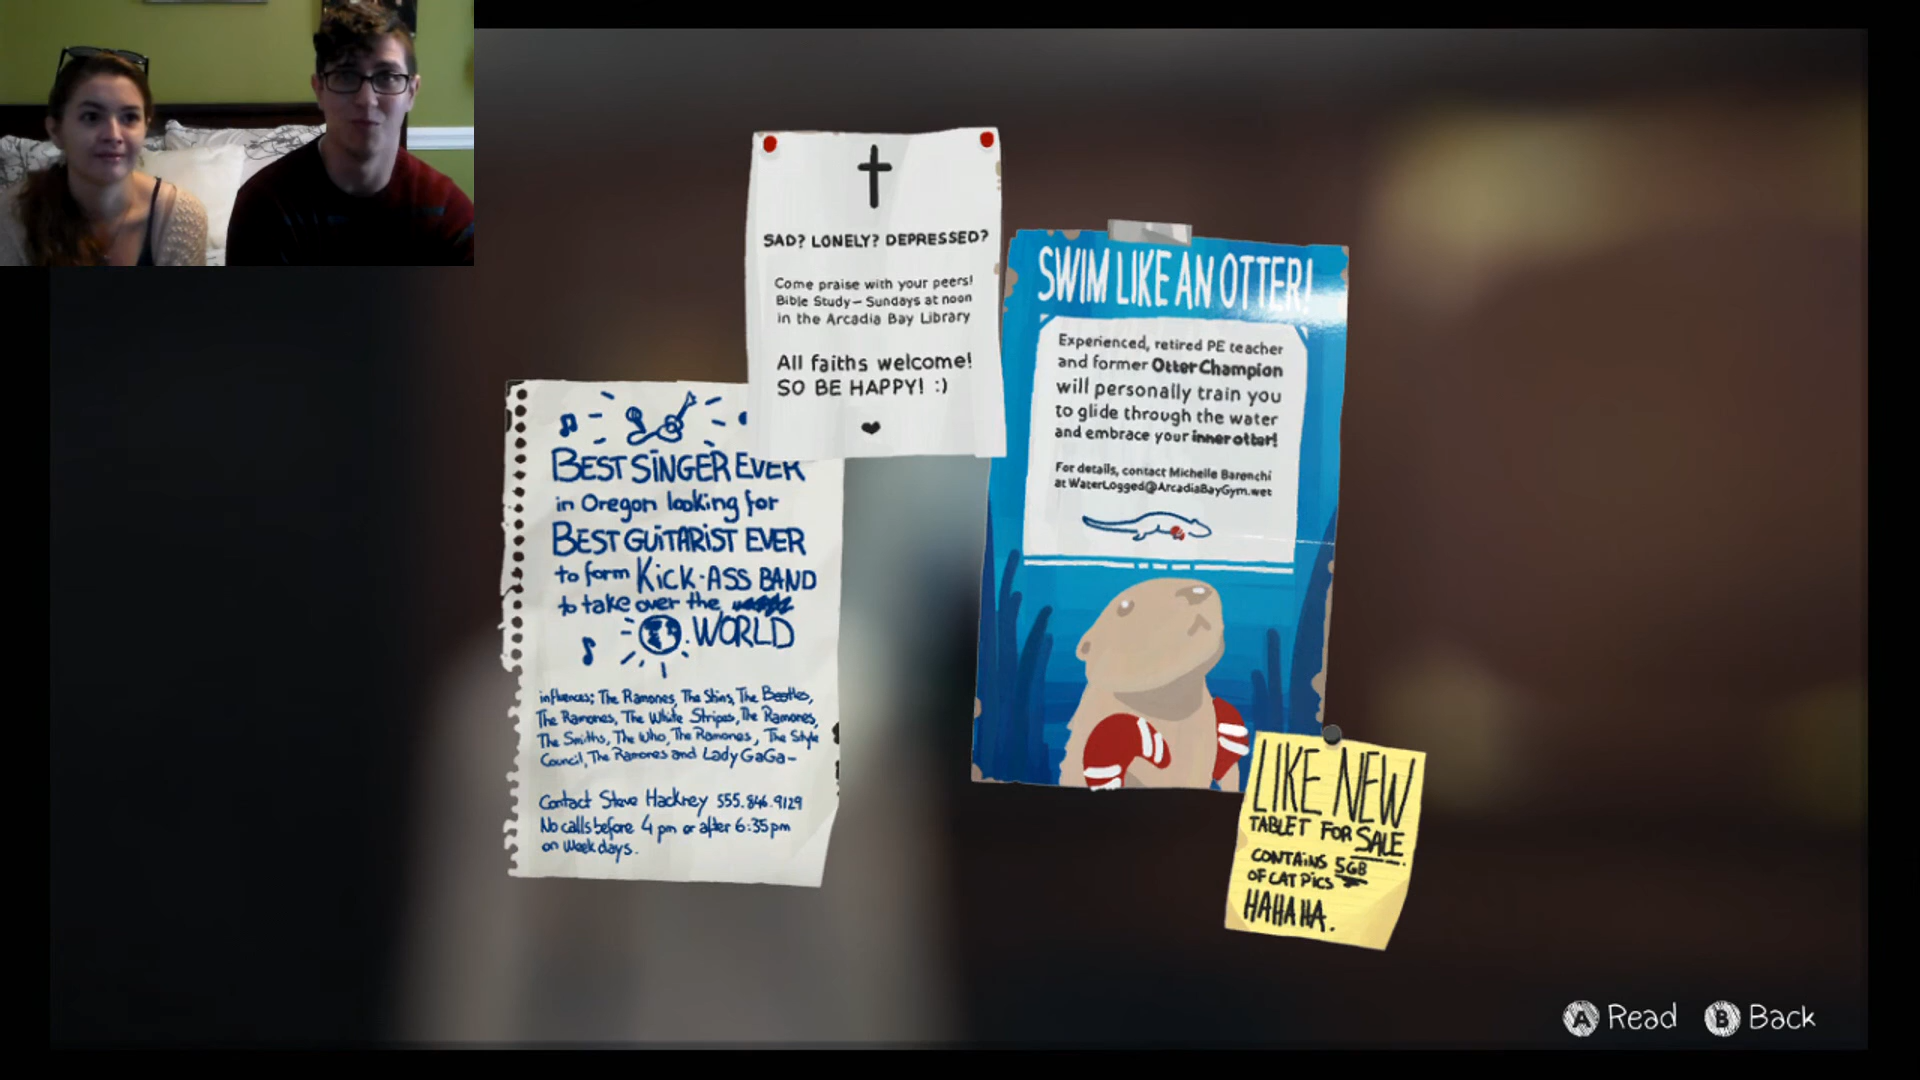 SAD? LONELY? DEPRESSED?
Come praise with your peers!
Bible Study – Sundays at noon
in the Arcadia Bay Library
All faiths welcome!
SO BE HAPPY! :)
SWIM LIKE AN OTTER!
Experienced, retired PE teacher
and former Otter Champion
will personally train you
to glide through the water
and embrace your inner otter!
For details, contact Michelle Barenchi
at WaterLogged@ArcadiaBayGym.wet
BEST SINGER EVER
in Oregon looking for
BEST GUITARIST EVER
to form KICK-ASS BAND
to take over the
WORLD
influences; The Ramones, The Shins, The Beatles,
The Ramones, The White Stripes, The Ramones,
The Smiths, The Who, The Ramones, The Style
Council, The Ramones and Lady GaGa-
Contact Steve Hackney 555.846.9129
No calls before 4 pm or after 6:35 pm
on weekdays.
LIKE NEW
TABLET FOR SALE
CONTAINS 5GB
OF CAT PICS
HAHAHA.
A Read B Back